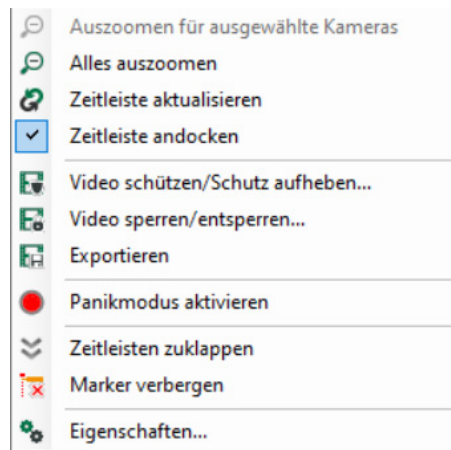 Auszoomen für ausgewählte Kameras
Alles auszoomen
Zeitleiste aktualisieren
Zeitleiste andocken
Video schützen/Schutz aufheben...
Video sperren/entsperren...
Exportieren
Panikmodus aktivieren
Zeitleisten zuklappen
Marker verbergen
Eigenschaften...